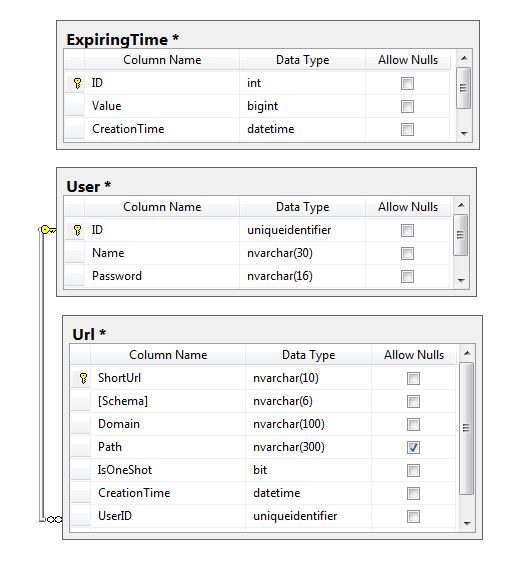 ExpiringTime *
Column Name Data Type Allow Nulls
ID int
Value bigint
CreationTime datetime
User *
Column Name Data Type Allow Nulls
ID uniqueidentifier
Name nvarchar(30)
Password nvarchar(16)
Url *
Column Name Data Type Allow Nulls
ShortUrl nvarchar(10)
[Schema] nvarchar(6)
Domain nvarchar(100)
Path nvarchar(300)
IsOneShot bit
CreationTime datetime
UserID uniqueidentifier